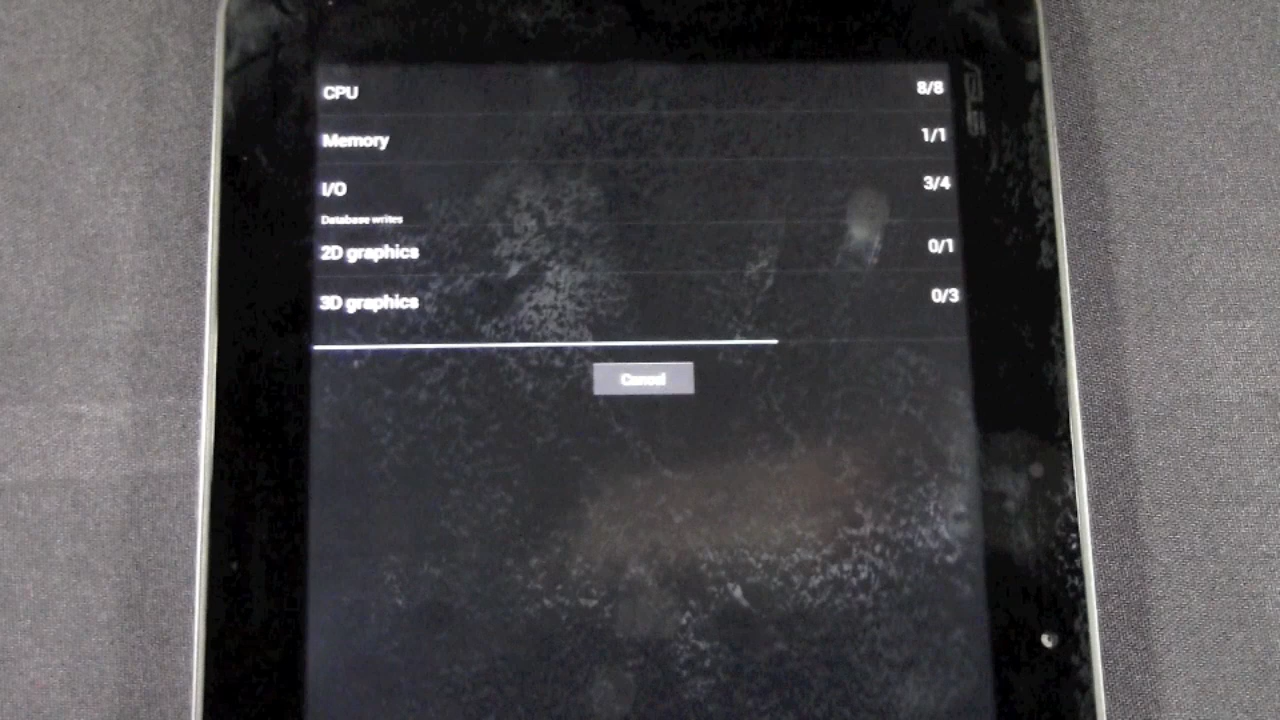 CPU 8/8
Memory 1/1
I/O 3/4
Database writes
2D graphics 0/1
3D graphics 0/3
Cancel
ASUS